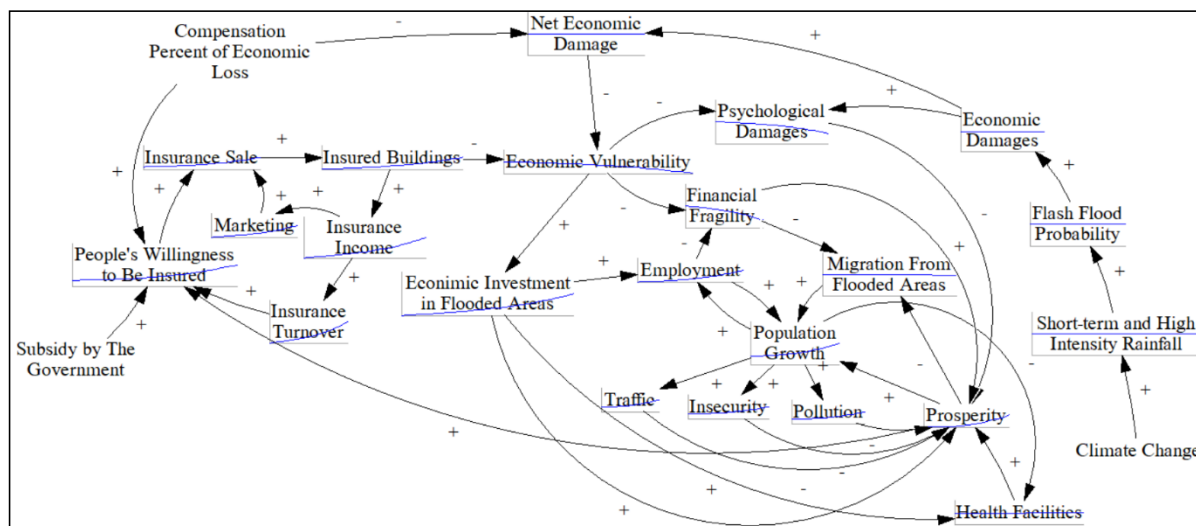 Compensation
Percent of Economic
Loss
-
Net Economic
Damage
+
-
-
Psychological
Damages
+
Economic
Damages
+
Insurance Sale
+
Insured Buildings
-
Economic Vulnerability
+
+
+
+
+
Marketing
Insurance
Income
-
Financial
Fragility
-
+
+
Flash Flood
Probability
People's Willingness
to Be Insured
+
Econimic Investment
in Flooded Areas
+
-
Employment
Migration From
Flooded Areas
+
+
+
+
Insurance
Turnover
+
Subsidy by The
Government
Population
Growth
-
Short-term and High
Intensity Rainfall
+
+
+
+
-
Traffic
Insecurity
Pollution
Prosperity
+
+
-
-
-
+
Climate Change
+
-
Health Facilities